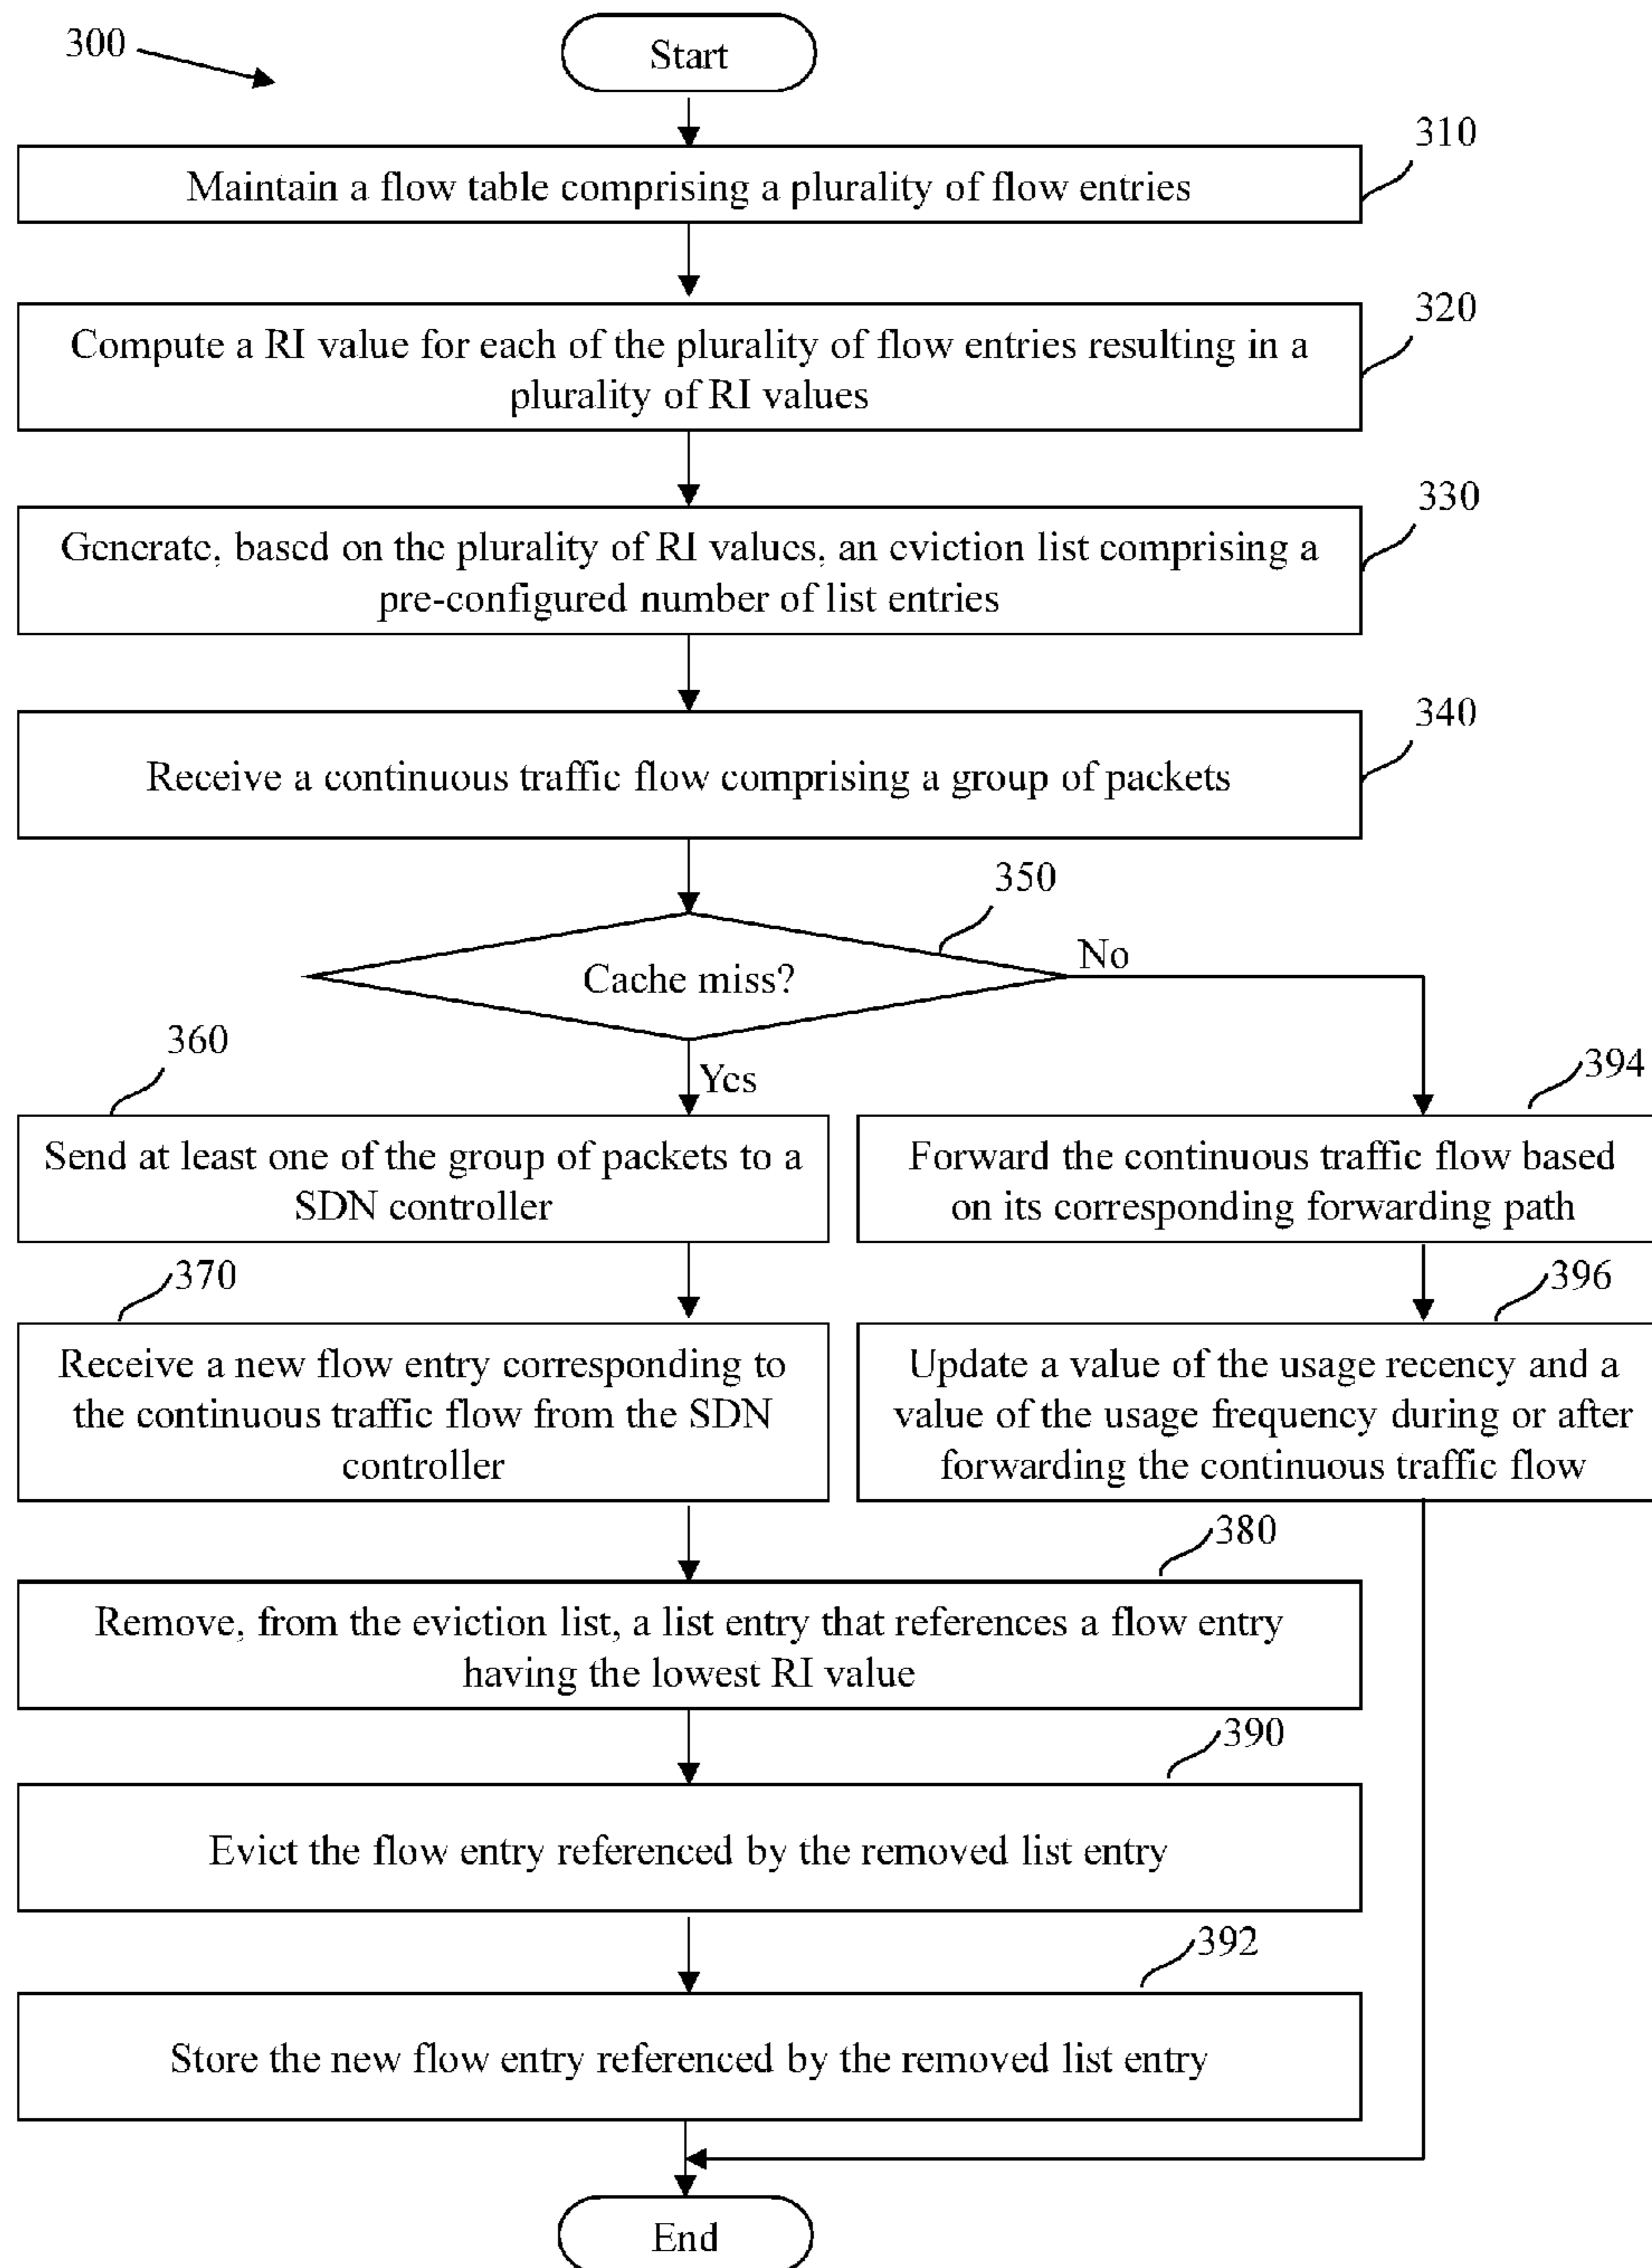 300
Start
310
Maintain a flow table comprising a plurality of flow entries
320
Compute a RI value for each of the plurality of flow entries resulting in a
plurality of RI values
330
Generate, based on the plurality of RI values, an eviction list comprising a
pre-configured number of list entries
340
Receive a continuous traffic flow comprising a group of packets
350
Cache miss?
No
Yes
360
Send at least one of the group of packets to a
SDN controller
394
Forward the continuous traffic flow based
on its corresponding forwarding path
370
Receive a new flow entry corresponding to
the continuous traffic flow from the SDN
controller
396
Update a value of the usage recency and a
value of the usage frequency during or after
forwarding the continuous traffic flow
380
Remove, from the eviction list, a list entry that references a flow entry
having the lowest RI value
390
Evict the flow entry referenced by the removed list entry
392
Store the new flow entry referenced by the removed list entry
End